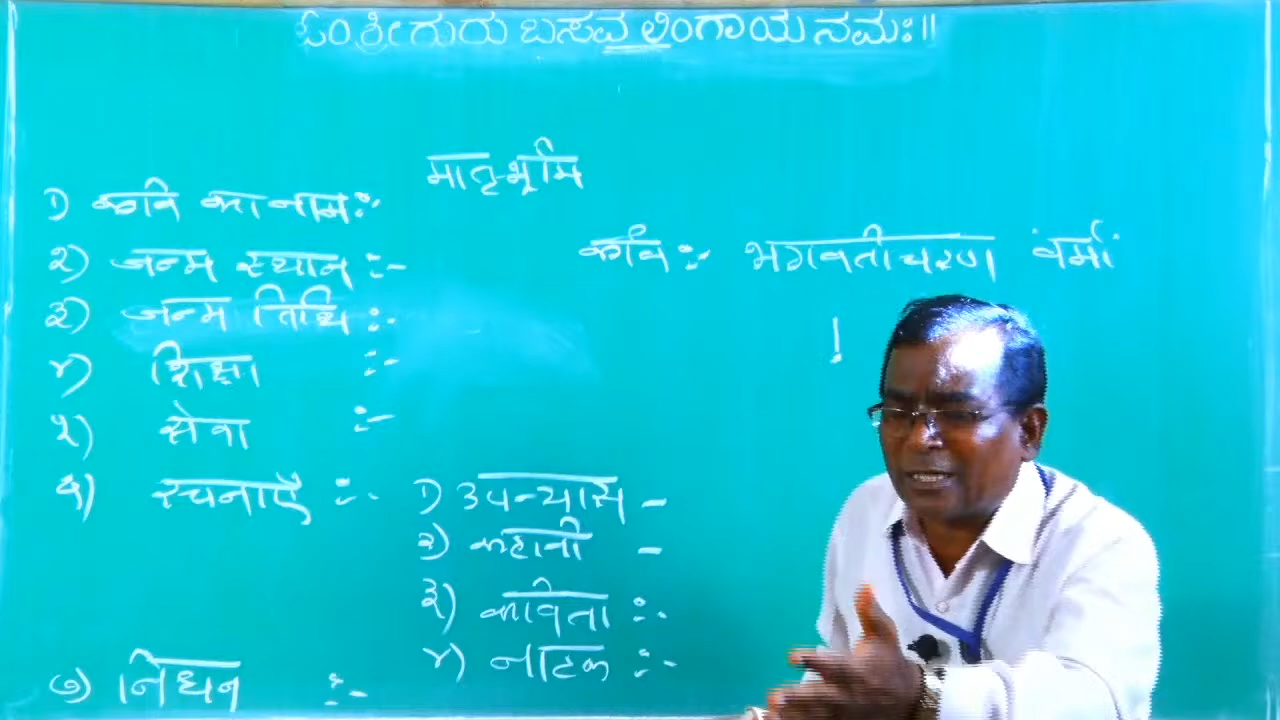 ಓಂ ಶ್ರೀ ಗುರು ಬಸವ ಲಿಂಗಾಯ ನಮಃ॥
मातृभूमि
कवि :- भगवतीचरण वर्मा
१) कवि का नाम :-
२) जन्म स्थान :-
३) जन्म तिथि :-
४) शिक्षा :-
५) सेवा :-
६) रचनाएँ :- १) उपन्यास -
२) कहानी -
३) कविता :-
४) नाटक :-
७) निधन :-